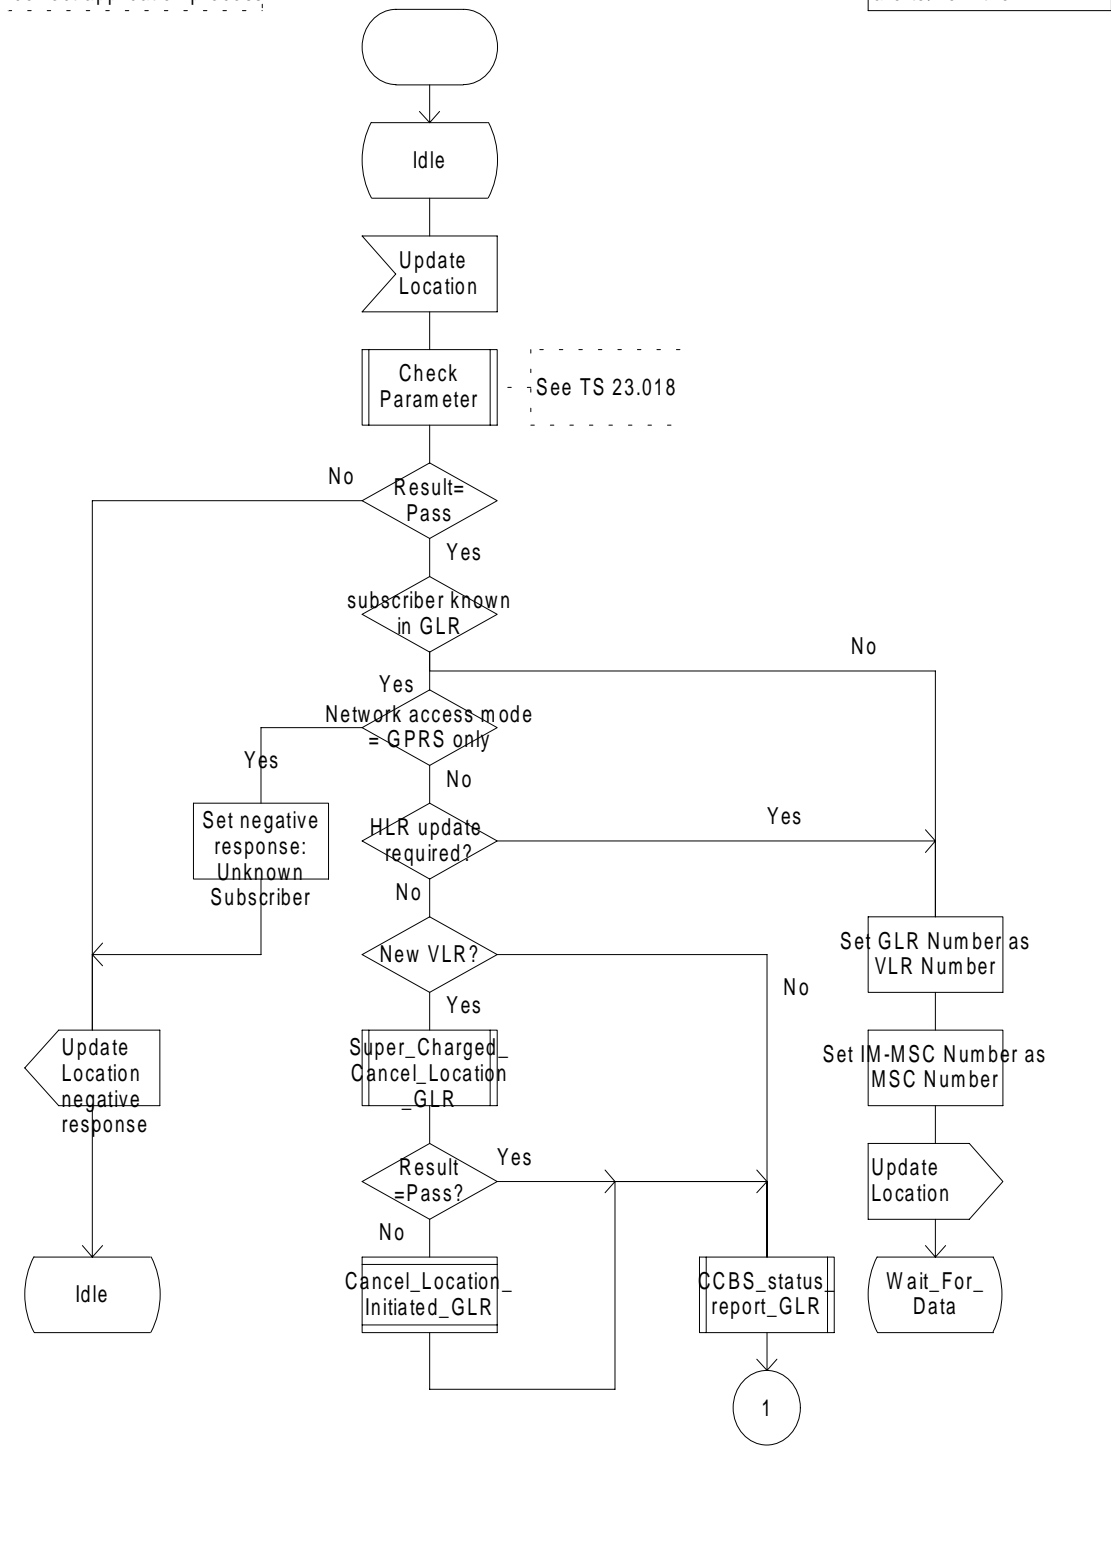 Idle
Update
Location
Check
Parameter
See TS 23.018
No
Result=
Pass
Yes
subscriber known
in GLR
No
Yes
Network access mode
= GPRS only
Yes
No
Set negative
response:
Unknown
Subscriber
HLR update
required?
Yes
No
Set GLR Number as
VLR Number
New VLR?
No
Yes
Update
Location
negative
response
Super_Charged_
Cancel_Location
_GLR
Set IM-MSC Number as
MSC Number
Result
=Pass?
Yes
Update
Location
No
Idle
Cancel_Location_
Initiated_GLR
CCBS_status_
report_GLR
Wait_For_
Data
1